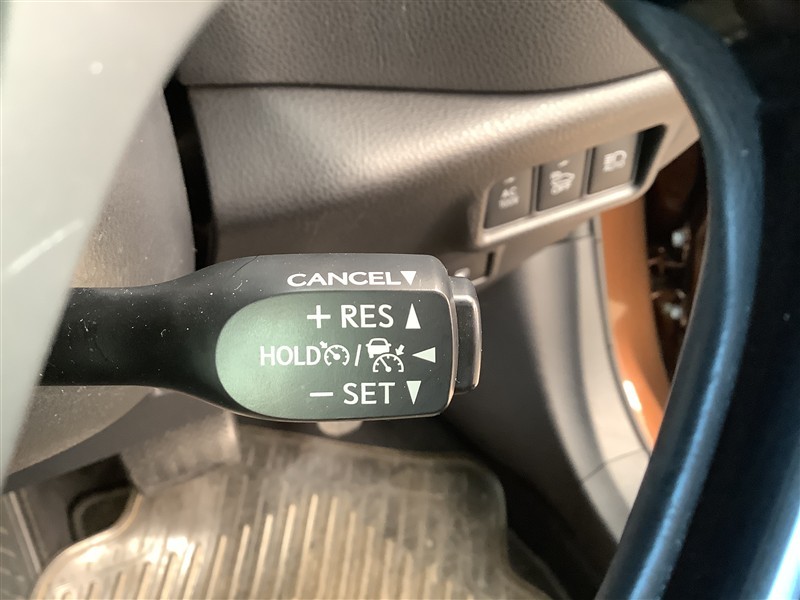 CANCEL▼
+ RES ▲
HOLD / ◀
− SET ▼